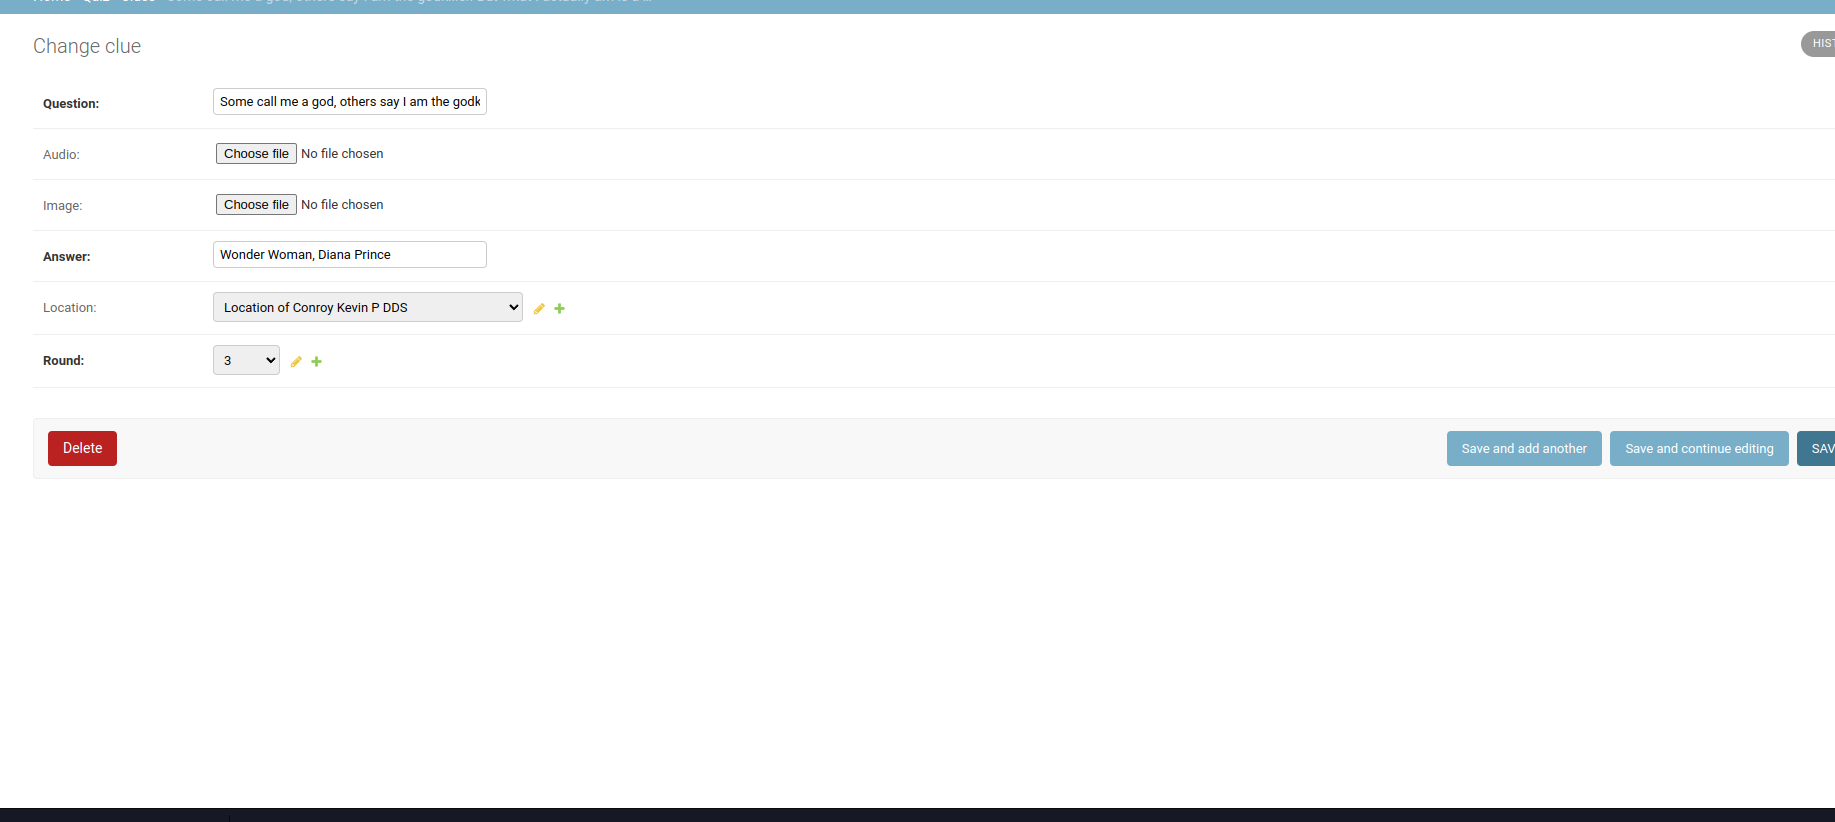 Change clue
HIST
Question:
Some call me a god, others say I am the godk
Audio:
Choose file No file chosen
Image:
Choose file No file chosen
Answer:
Wonder Woman, Diana Prince
Location:
Location of Conroy Kevin P DDS
Round:
3
Delete
Save and add another
Save and continue editing
SAV